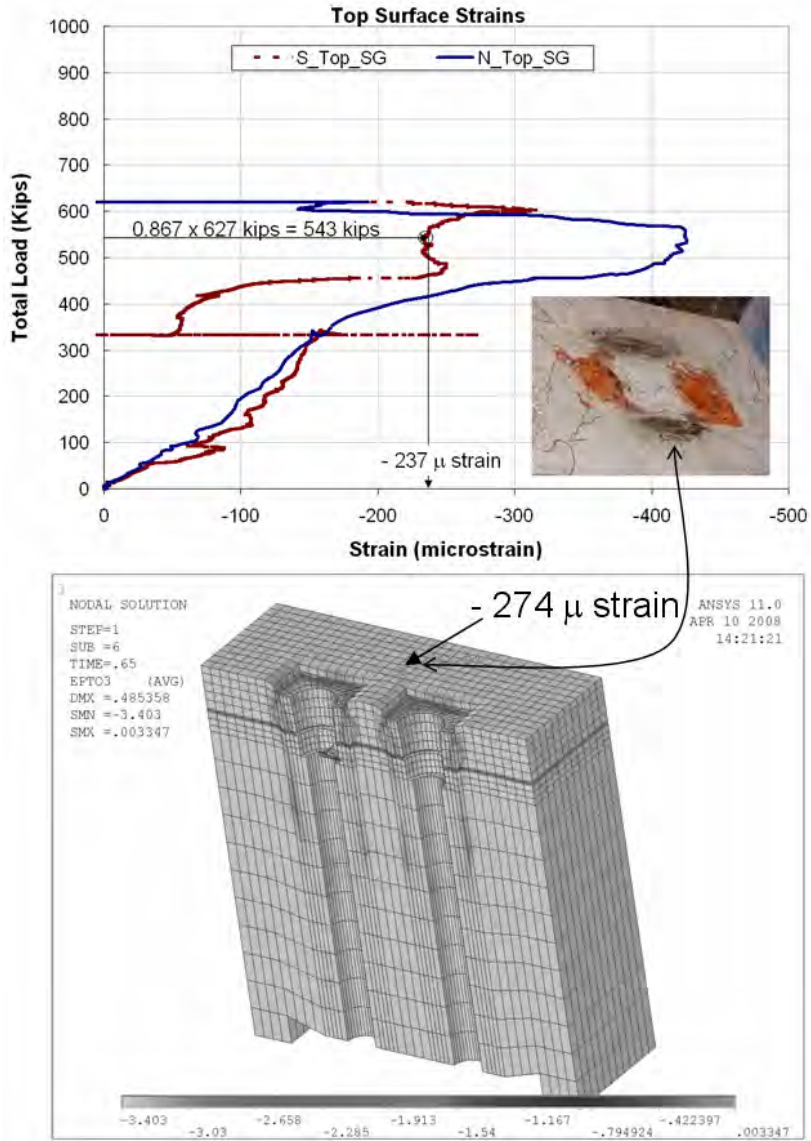 Top Surface Strains
1000
900
800
700
600
500
400
300
200
100
0
Total Load (Kips)
S_Top_SG N_Top_SG
0.867 x 627 kips = 543 kips
- 237 μ strain
0 -100 -200 -300 -400 -500
Strain (microstrain)
- 274 μ strain
NODAL SOLUTION
STEP=1
SUB =6
TIME=.65
EPTO3 (AVG)
DMX =.485358
SMN =-3.403
SMX =.003347
ANSYS 11.0
APR 10 2008
14:21:21
-3.403 -2.658 -1.913 -1.167 -.422397
-3.03 -2.285 -1.54 -.794924 .003347